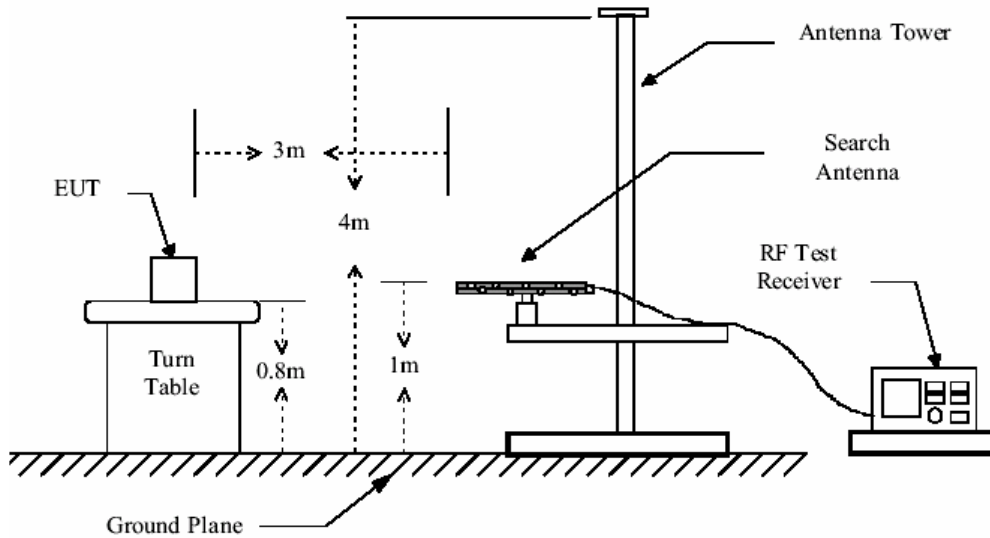 Antenna Tower
3m
Search
Antenna
EUT
4m
RF Test
Receiver
Turn
Table
0.8m
1m
Ground Plane